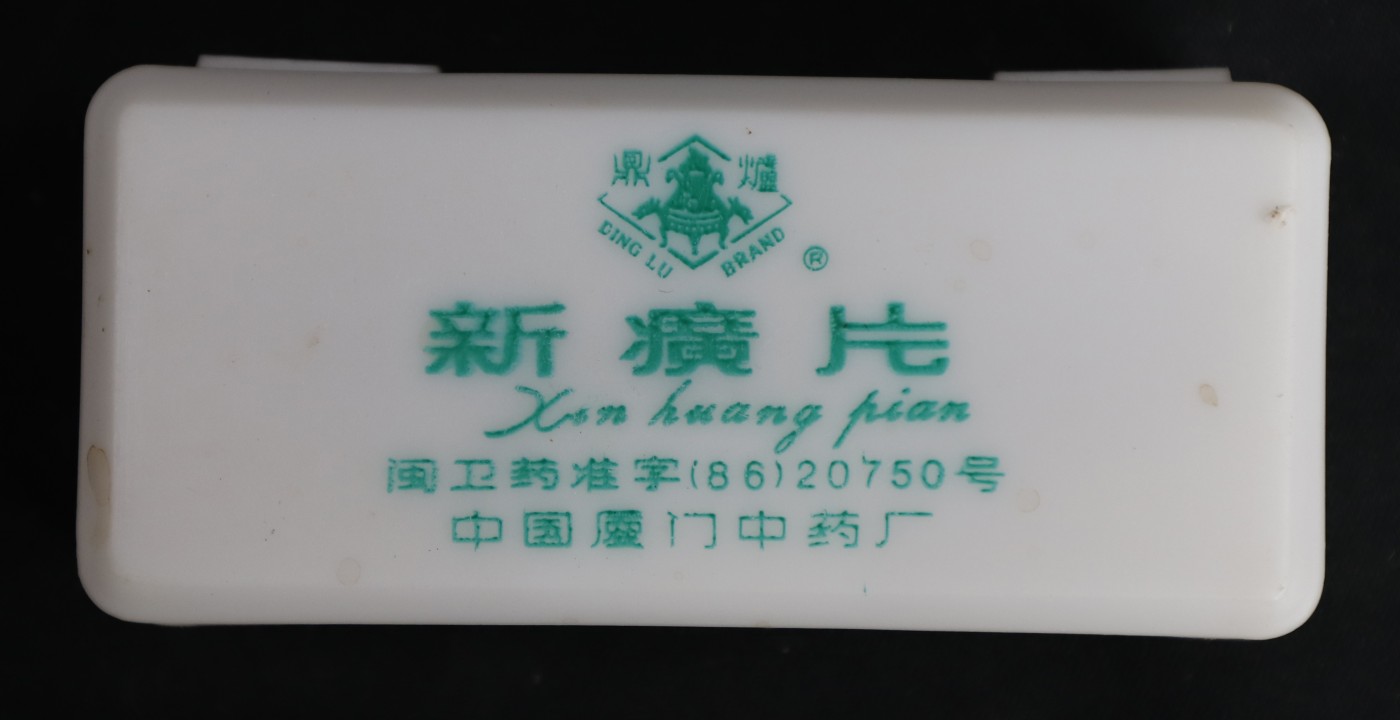 鼎爐
DING LU BRAND ®
新癀片
Xin huang pian
闽卫药准字(86)20750号
中国厦门中药厂